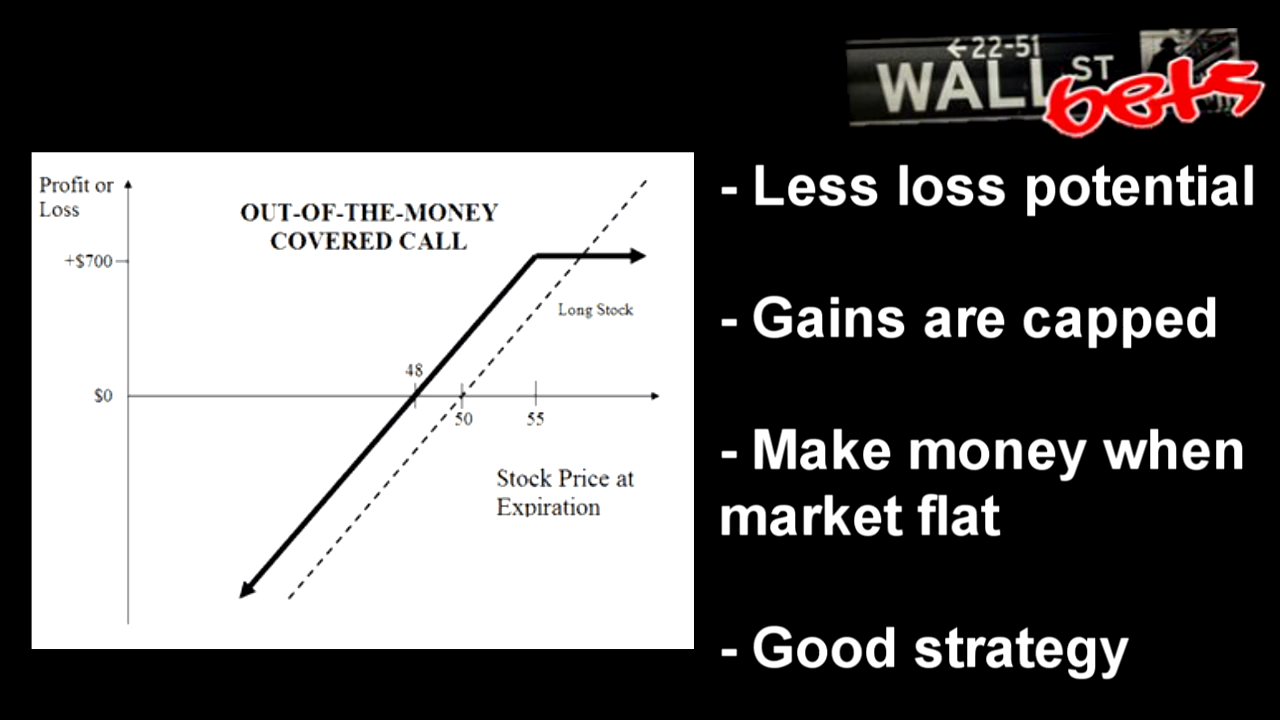 ←22-51
WALL ST
bets
Profit or
Loss
OUT-OF-THE-MONEY
COVERED CALL
+$700
Long Stock
48
$0
50
55
Stock Price at
Expiration
- Less loss potential
- Gains are capped
- Make money when
market flat
- Good strategy